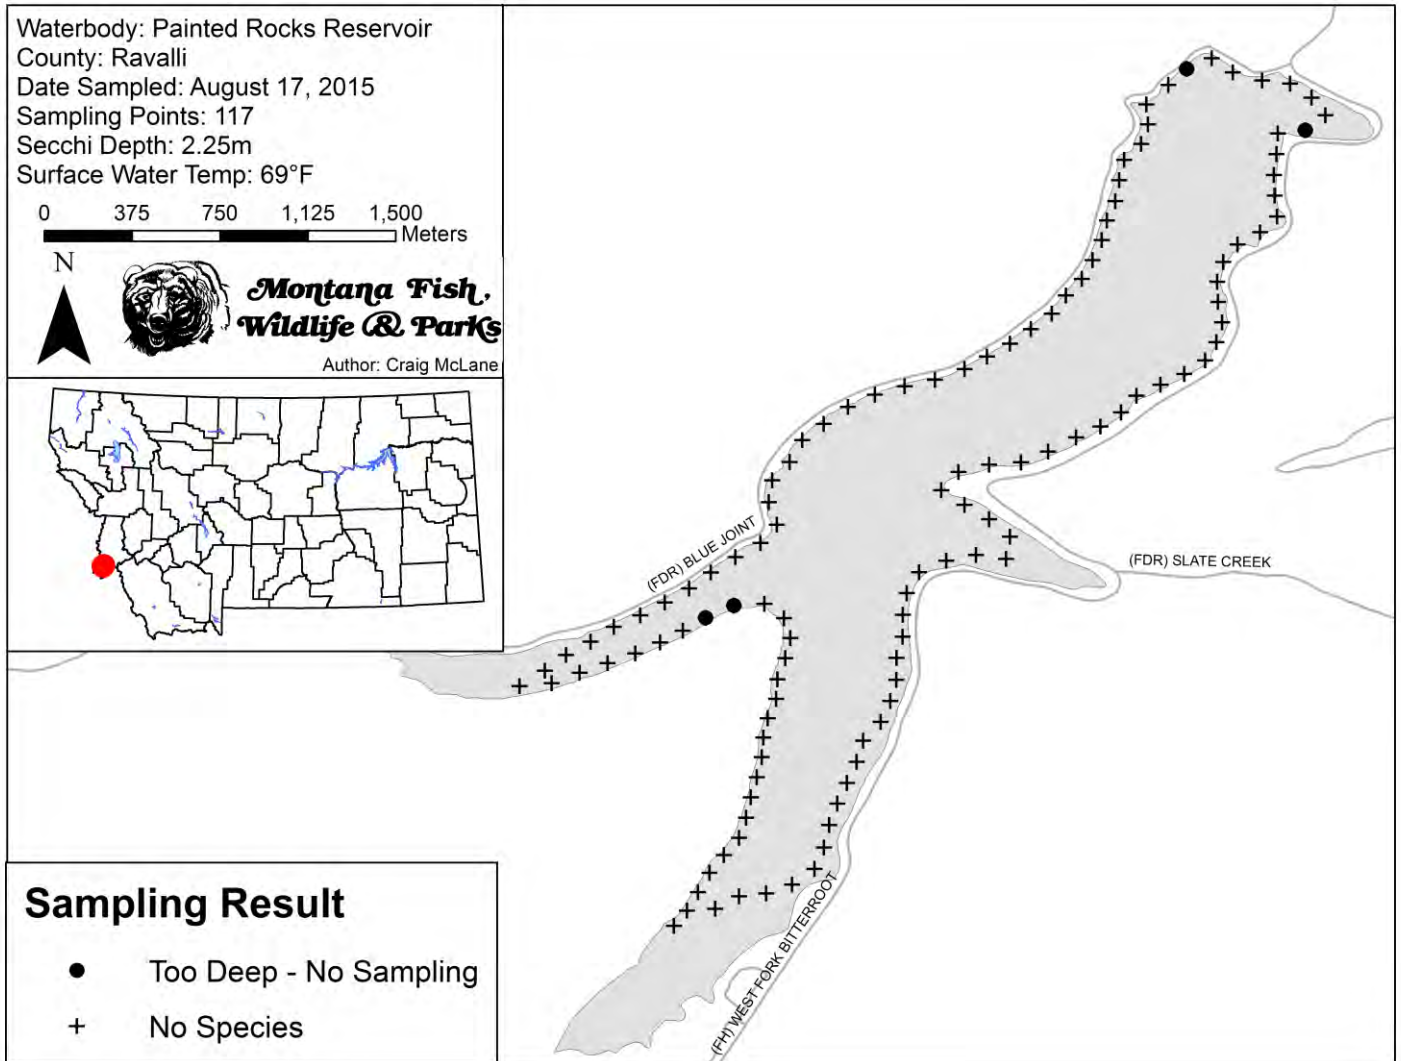 Waterbody: Painted Rocks Reservoir
County: Ravalli
Date Sampled: August 17, 2015
Sampling Points: 117
Secchi Depth: 2.25m
Surface Water Temp: 69°F
0 375 750 1,125 1,500
Meters
N
Montana Fish,
Wildlife & Parks
Author: Craig McLane
(FDR) BLUE JOINT
(FDR) SLATE CREEK
(FH) WEST FORK BITTERROOT
Sampling Result
Too Deep - No Sampling
No Species